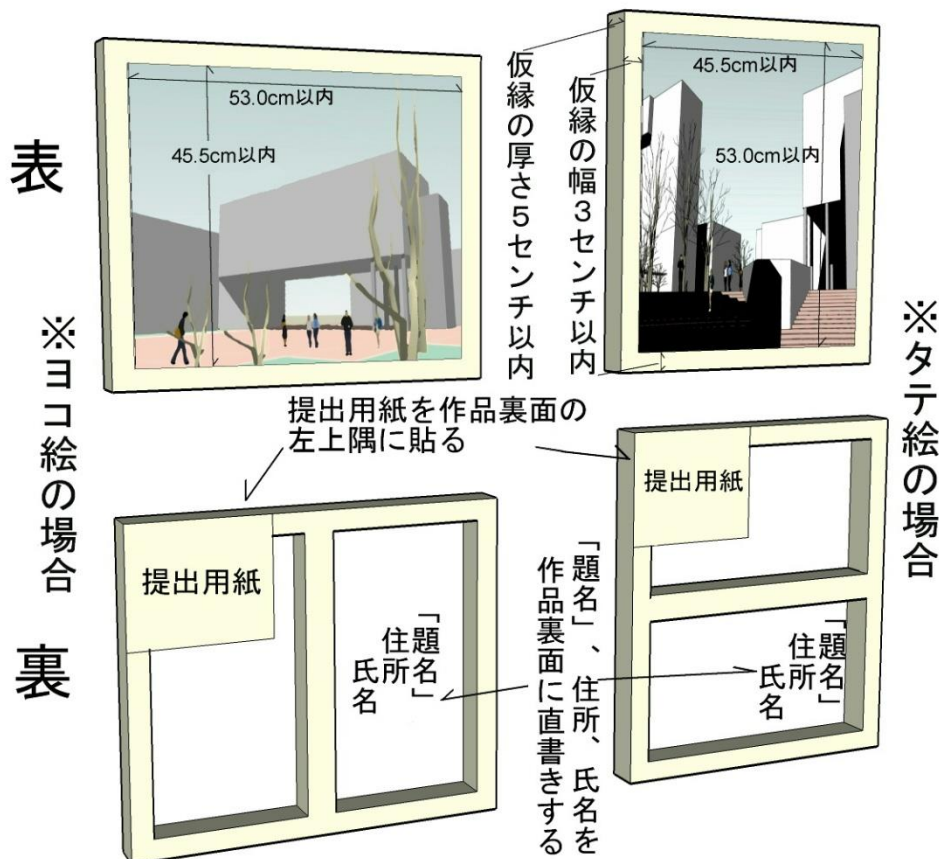 表
53.0cm以内
45.5cm以内
仮縁の厚さ5センチ以内
仮縁の幅3センチ以内
45.5cm以内
53.0cm以内
※ヨコ絵の場合
※タテ絵の場合
提出用紙を作品裏面の
左上隅に貼る
裏
提出用紙
「題名」
住所
氏名
「題名」、住所、氏名を
作品裏面に直書きする
提出用紙
「題名」
住所
氏名